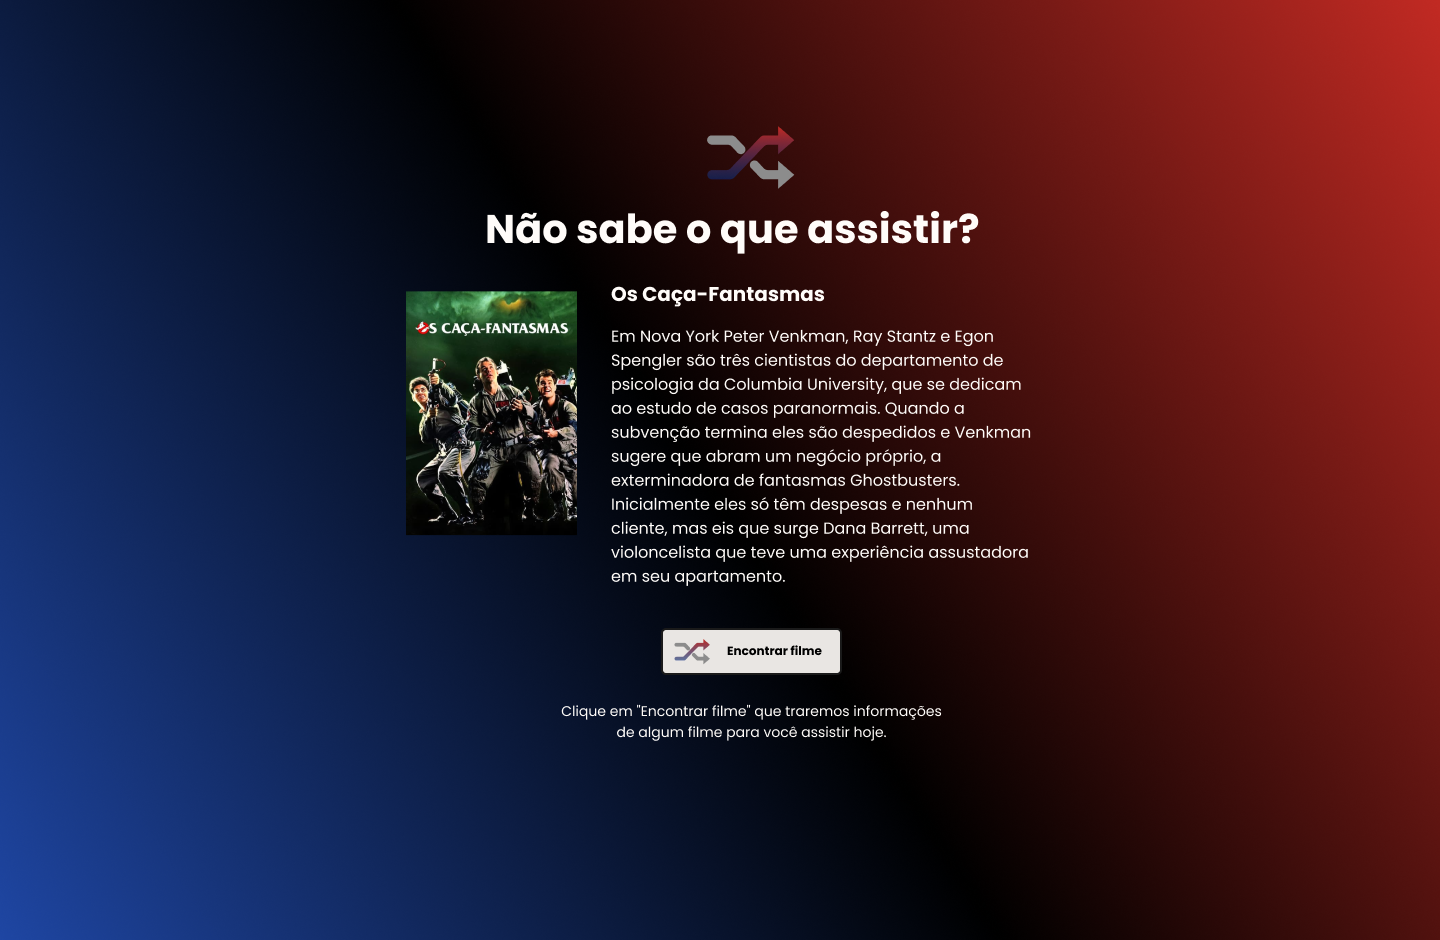 Não sabe o que assistir?
OS CAÇA-FANTASMAS
Os Caça-Fantasmas
Em Nova York Peter Venkman, Ray Stantz e Egon
Spengler são três cientistas do departamento de
psicologia da Columbia University, que se dedicam
ao estudo de casos paranormais. Quando a
subvenção termina eles são despedidos e Venkman
sugere que abram um negócio próprio, a
exterminadora de fantasmas Ghostbusters.
Inicialmente eles só têm despesas e nenhum
cliente, mas eis que surge Dana Barrett, uma
violoncelista que teve uma experiência assustadora
em seu apartamento.
Encontrar filme
Clique em "Encontrar filme" que traremos informações
de algum filme para você assistir hoje.